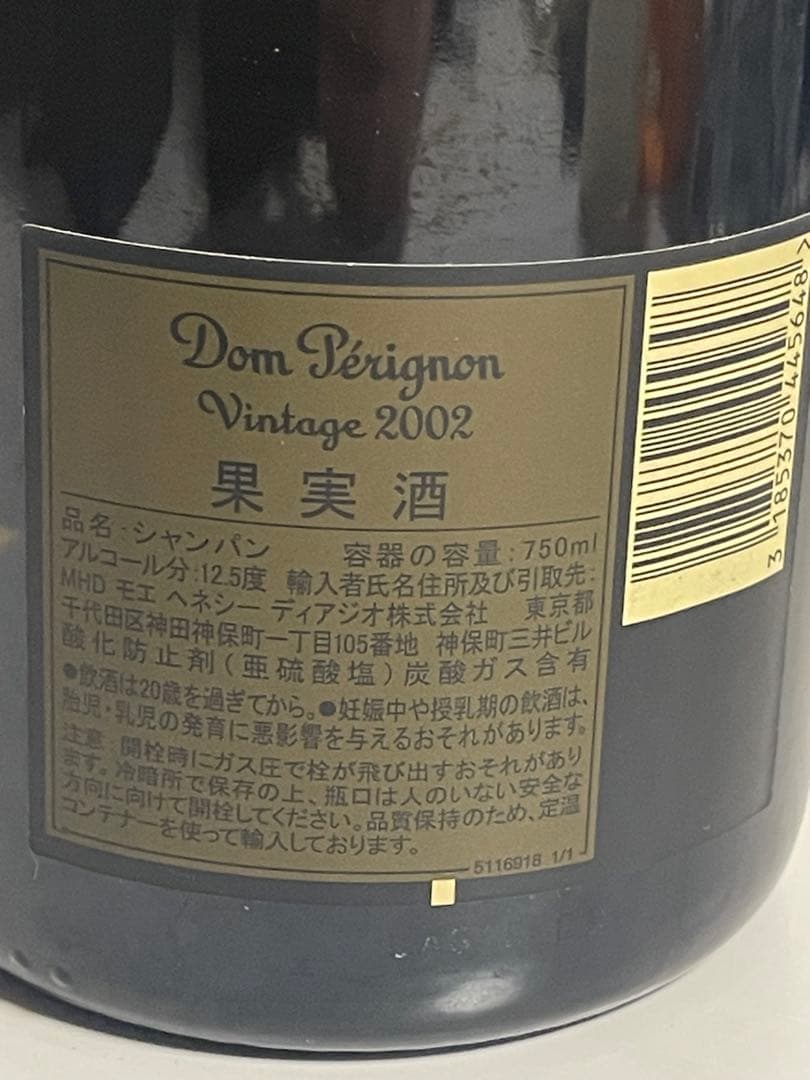 Dom Pérignon
Vintage 2002
果実酒
品名・シャンパン 容器の容量:750ml
アルコール分:12.5度 輸入者氏名住所及び引取先:
MHD モエ ヘネシー ディアジオ株式会社 東京都
千代田区神田神保町一丁目105番地 神保町三井ビル
酸化防止剤(亜硫酸塩)炭酸ガス含有
●飲酒は20歳を過ぎてから。●妊娠中や授乳期の飲酒は、
胎児・乳児の発育に悪影響を与えるおそれがあります。
注意:開栓時にガス圧で栓が飛び出すおそれがあり
ます。冷暗所で保存の上、瓶口は人のいない安全な
方向に向けて開栓してください。品質保持のため、定温
コンテナーを使って輸入しております。
5116918 1/1
3 185370 445648 >